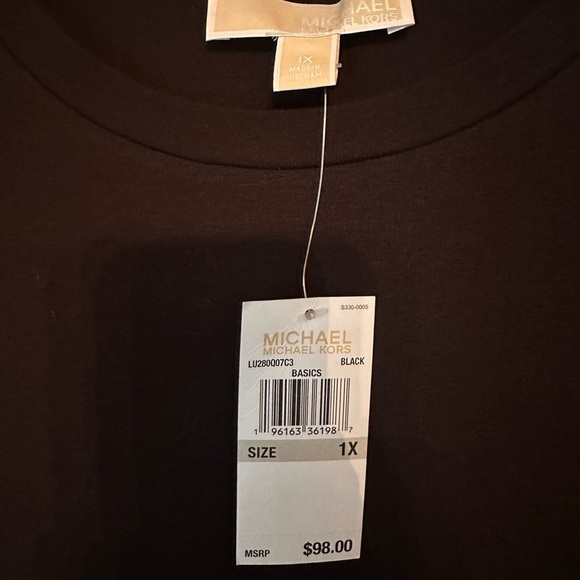 MICHAEL
MICHAEL KORS
1X
MADE IN
VIETNAM
S330-0005
MICHAEL
MICHAEL KORS
LU280Q07C3 BLACK
BASICS
1 96163 36198 7
SIZE 1X
MSRP $98.00